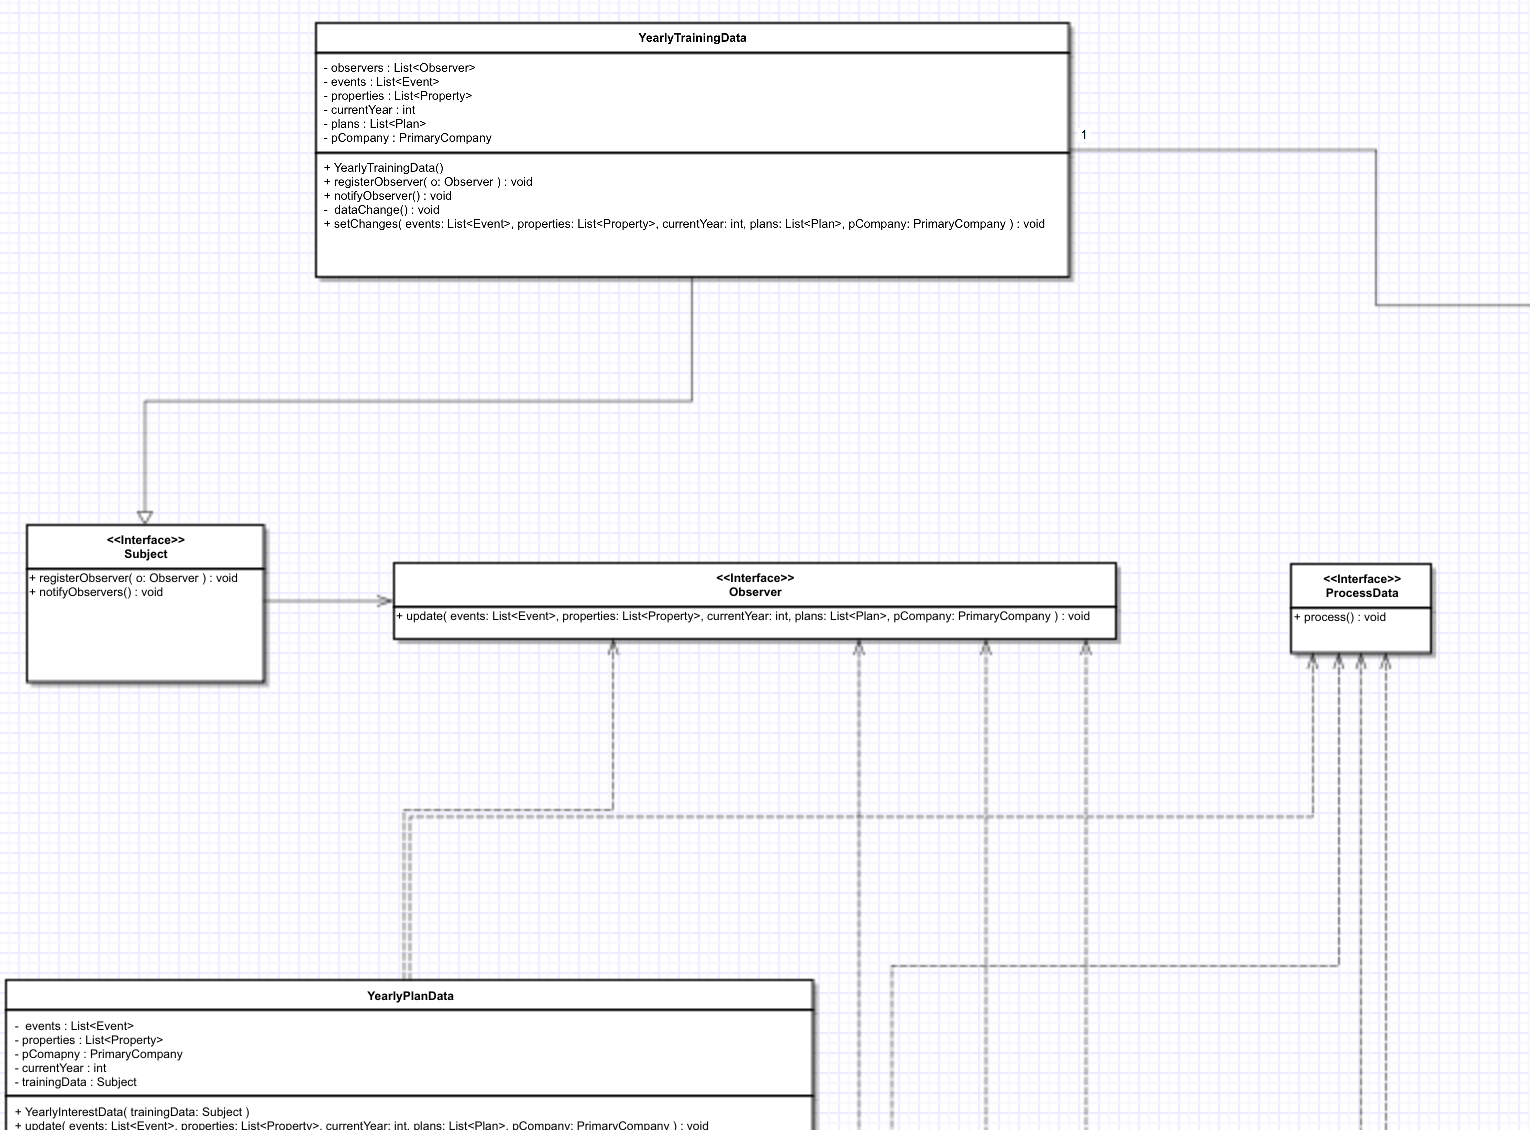 YearlyTrainingData
- observers : List<Observer>
- events : List<Event>
- properties : List<Property>
- currentYear : int
- plans : List<Plan>
- pCompany : PrimaryCompany
1
+ YearlyTrainingData()
+ registerObserver( o: Observer ) : void
+ notifyObserver() : void
-  dataChange() : void
+ setChanges( events: List<Event>, properties: List<Property>, currentYear: int, plans: List<Plan>, pCompany: PrimaryCompany ) : void
<<Interface>>
Subject
+ registerObserver( o: Observer ) : void
+ notifyObservers() : void
<<Interface>>
Observer
+ update( events: List<Event>, properties: List<Property>, currentYear: int, plans: List<Plan>, pCompany: PrimaryCompany ) : void
<<Interface>>
ProcessData
+ process() : void
YearlyPlanData
-  events : List<Event>
- properties : List<Property>
- pComapny : PrimaryCompany
- currentYear : int
- trainingData : Subject
+ YearlyInterestData( trainingData: Subject )
+ update( events: List<Event>, properties: List<Property>, currentYear: int, plans: List<Plan>, pCompany: PrimaryCompany ) : void